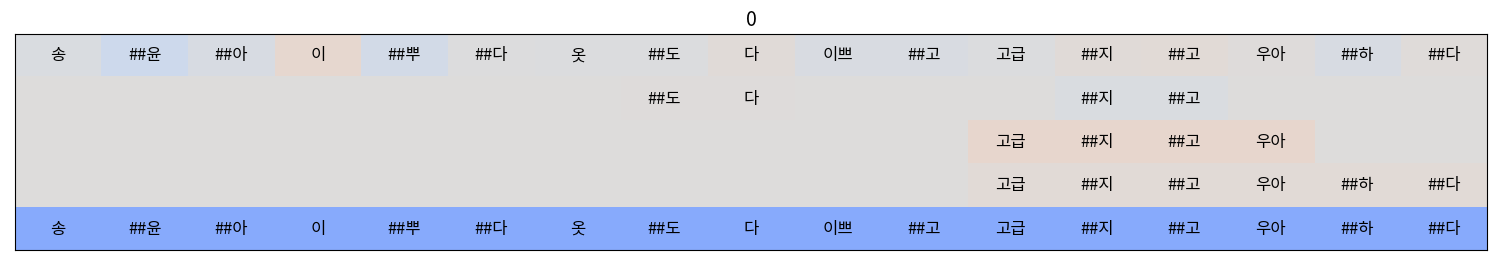 0
송 ##윤 ##아 이 ##뿌 ##다 옷 ##도 다 이쁘 ##고 고급 ##지 ##고 우아 ##하 ##다
##도 다 ##지 ##고
고급 ##지 ##고 우아
고급 ##지 ##고 우아 ##하 ##다
송 ##윤 ##아 이 ##뿌 ##다 옷 ##도 다 이쁘 ##고 고급 ##지 ##고 우아 ##하 ##다